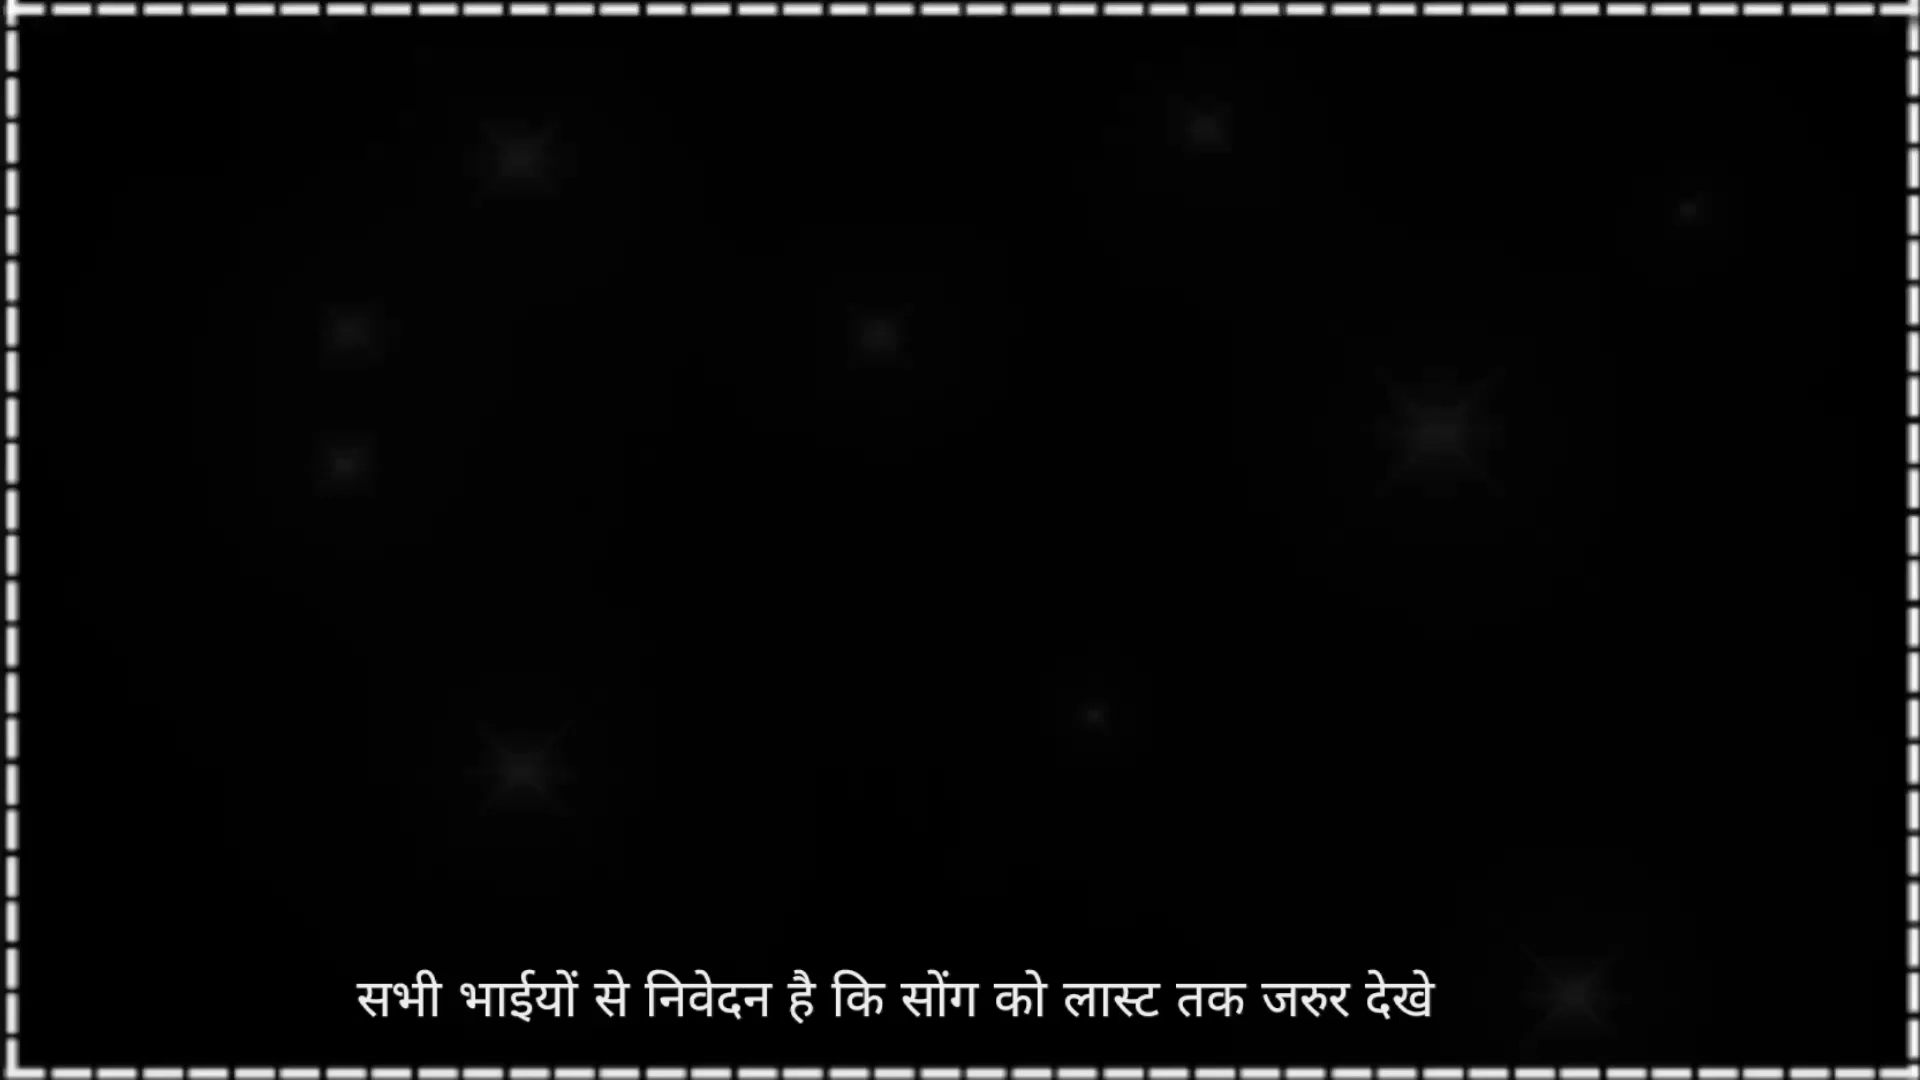 सभी भाईयों से निवेदन है कि सोंग को लास्ट तक जरुर देखे